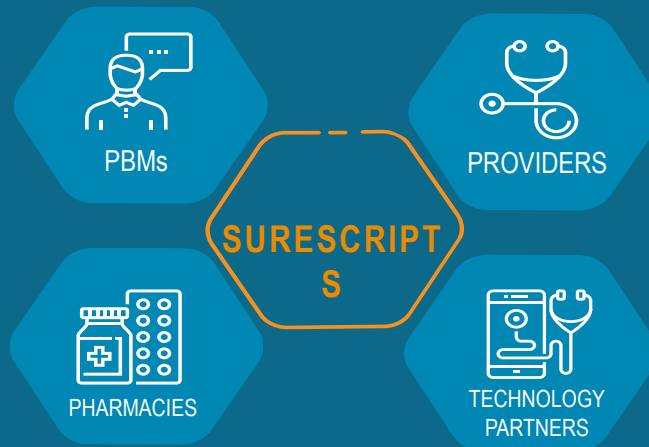 PBMs
PROVIDERS
SURESCRIPT
S
PHARMACIES
TECHNOLOGY
PARTNERS